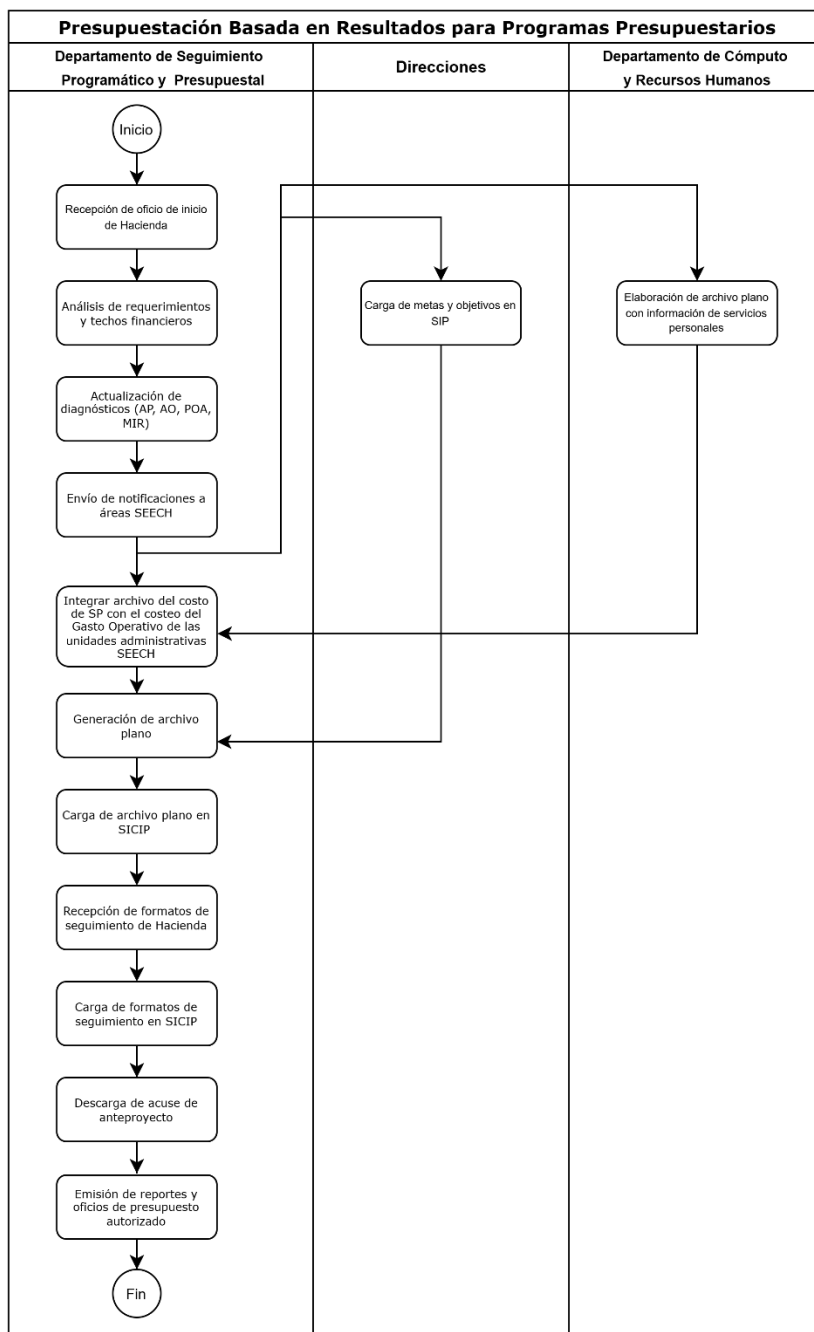 Presupuestación Basada en Resultados para Programas Presupuestarios
Departamento de Seguimiento
Programático y Presupuestal
Direcciones
Departamento de Cómputo
y Recursos Humanos
Inicio
Recepción de oficio de inicio
de Hacienda
Análisis de requerimientos
y techos financieros
Carga de metas y objetivos en
SIP
Elaboración de archivo plano
con información de servicios
personales
Actualización de
diagnósticos (AP, AO, POA,
MIR)
Envío de notificaciones a
áreas SEECH
Integrar archivo del costo
de SP con el costeo del
Gasto Operativo de las
unidades administrativas
SEECH
Generación de archivo
plano
Carga de archivo plano en
SICIP
Recepción de formatos de
seguimiento de Hacienda
Carga de formatos de
seguimiento en SICIP
Descarga de acuse de
anteproyecto
Emisión de reportes y
oficios de presupuesto
autorizado
Fin